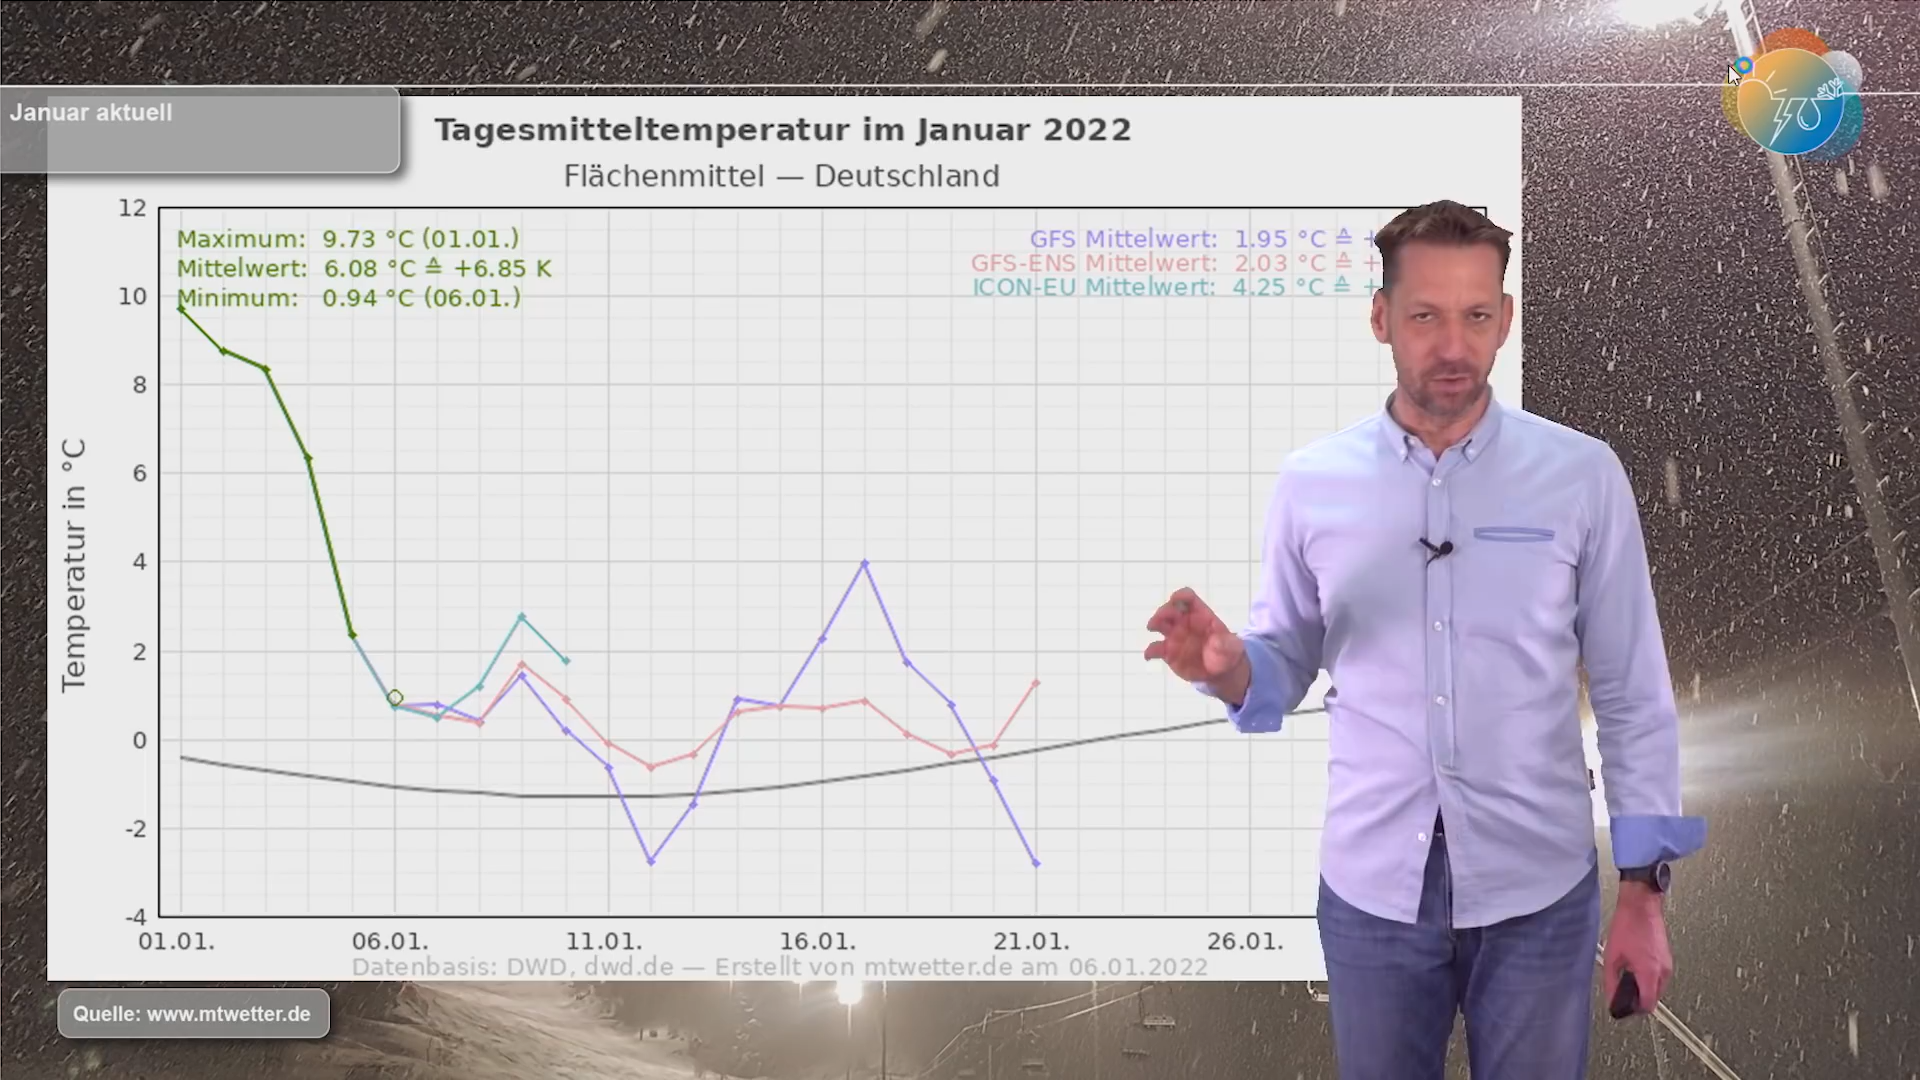 Januar aktuell
Tagesmitteltemperatur im Januar 2022
Flächenmittel — Deutschland
Maximum: 9.73 °C (01.01.)
Mittelwert: 6.08 °C ≙ +6.85 K
Minimum: 0.94 °C (06.01.)
GFS Mittelwert: 1.95 °C ≙ +
GFS-ENS Mittelwert: 2.03 °C ≙ +
ICON-EU Mittelwert: 4.25 °C ≙ +
Temperatur in °C
12
10
8
6
4
2
0
-2
-4
01.01. 06.01. 11.01. 16.01. 21.01. 26.01.
Datenbasis: DWD, dwd.de — Erstellt von mtwetter.de am 06.01.2022
Quelle: www.mtwetter.de